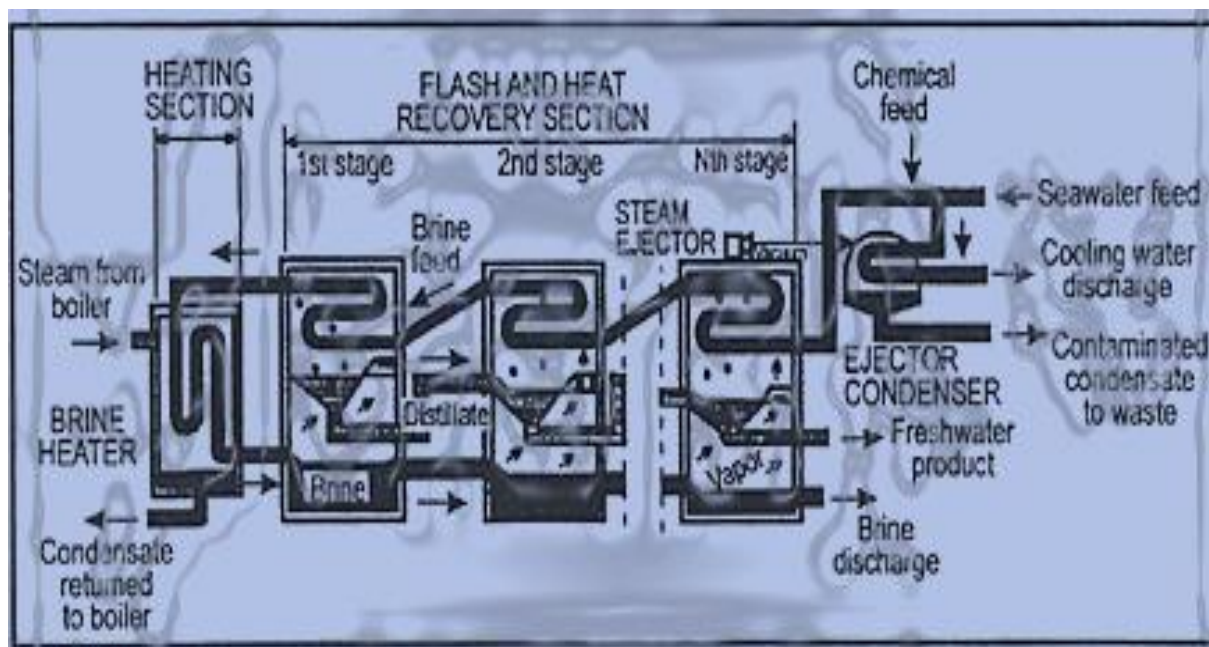 HEATING
SECTION
FLASH AND HEAT
RECOVERY SECTION
1st stage
2nd stage
Nth stage
Chemical
feed
Seawater feed
Cooling water
discharge
Contaminated
condensate
to waste
STEAM
EJECTOR
Brine
feed
Steam from
boiler
EJECTOR
CONDENSER
BRINE
HEATER
Distillate
Freshwater
product
Vapor
Brine
Brine
discharge
Condensate
returned
to boiler